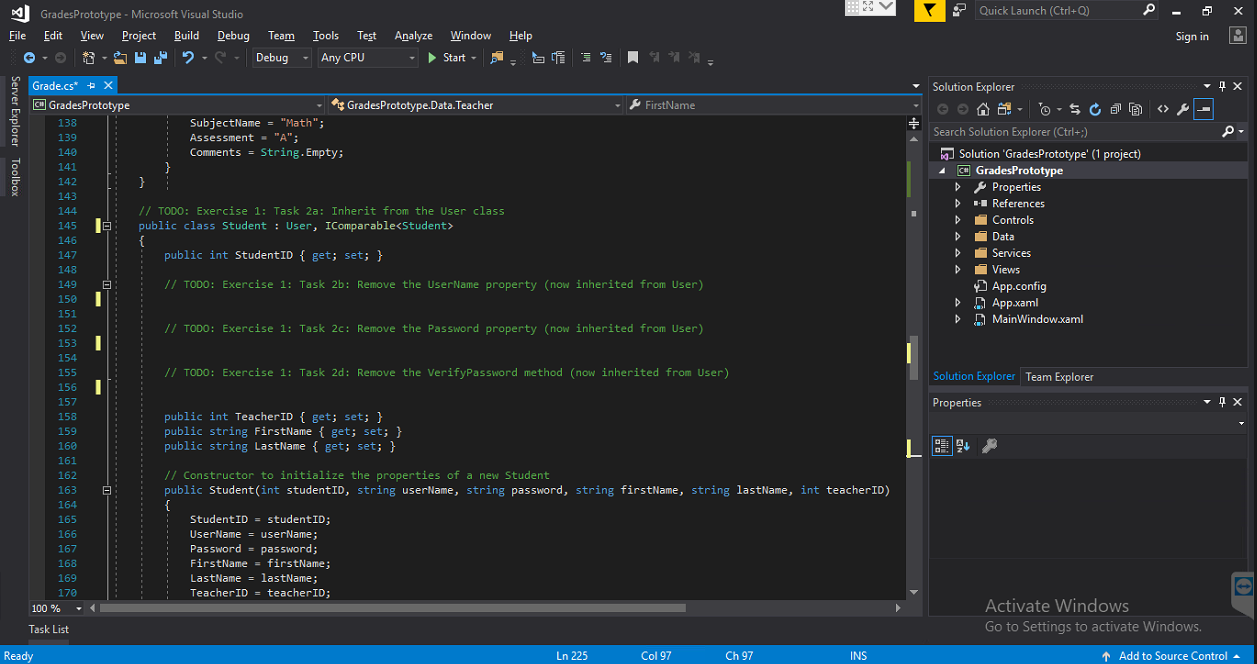 GradesPrototype - Microsoft Visual Studio
Quick Launch (Ctrl+Q)
File Edit View Project Build Debug Team Tools Test Analyze Window Help
Sign in
Debug Any CPU Start
Server Explorer
Toolbox
Grade.cs*
GradesPrototype GradesPrototype.Data.Teacher FirstName
138 SubjectName = "Math";
139 Assessment = "A";
140 Comments = String.Empty;
141 }
142 }
143
144 // TODO: Exercise 1: Task 2a: Inherit from the User class
145 public class Student : User, IComparable<Student>
146 {
147 public int StudentID { get; set; }
148
149 // TODO: Exercise 1: Task 2b: Remove the UserName property (now inherited from User)
150
151
152 // TODO: Exercise 1: Task 2c: Remove the Password property (now inherited from User)
153
154
155 // TODO: Exercise 1: Task 2d: Remove the VerifyPassword method (now inherited from User)
156
157
158 public int TeacherID { get; set; }
159 public string FirstName { get; set; }
160 public string LastName { get; set; }
161
162 // Constructor to initialize the properties of a new Student
163 public Student(int studentID, string userName, string password, string firstName, string lastName, int teacherID)
164 {
165 StudentID = studentID;
166 UserName = userName;
167 Password = password;
168 FirstName = firstName;
169 LastName = lastName;
170 TeacherID = teacherID;
100 %
Task List
Solution Explorer
Search Solution Explorer (Ctrl+;)
Solution 'GradesPrototype' (1 project)
C# GradesPrototype
Properties
References
Controls
Data
Services
Views
App.config
App.xaml
MainWindow.xaml
Solution Explorer Team Explorer
Properties
Activate Windows
Go to Settings to activate Windows.
Ready Ln 225 Col 97 Ch 97 INS Add to Source Control